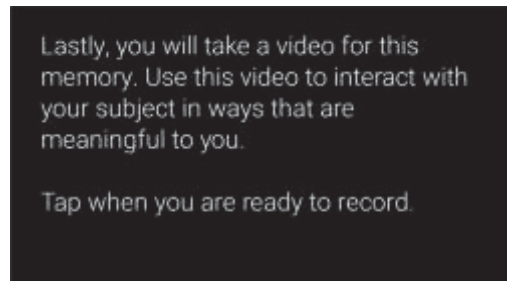 Lastly, you will take a video for this
memory. Use this video to interact with
your subject in ways that are
meaningful to you.
Tap when you are ready to record.